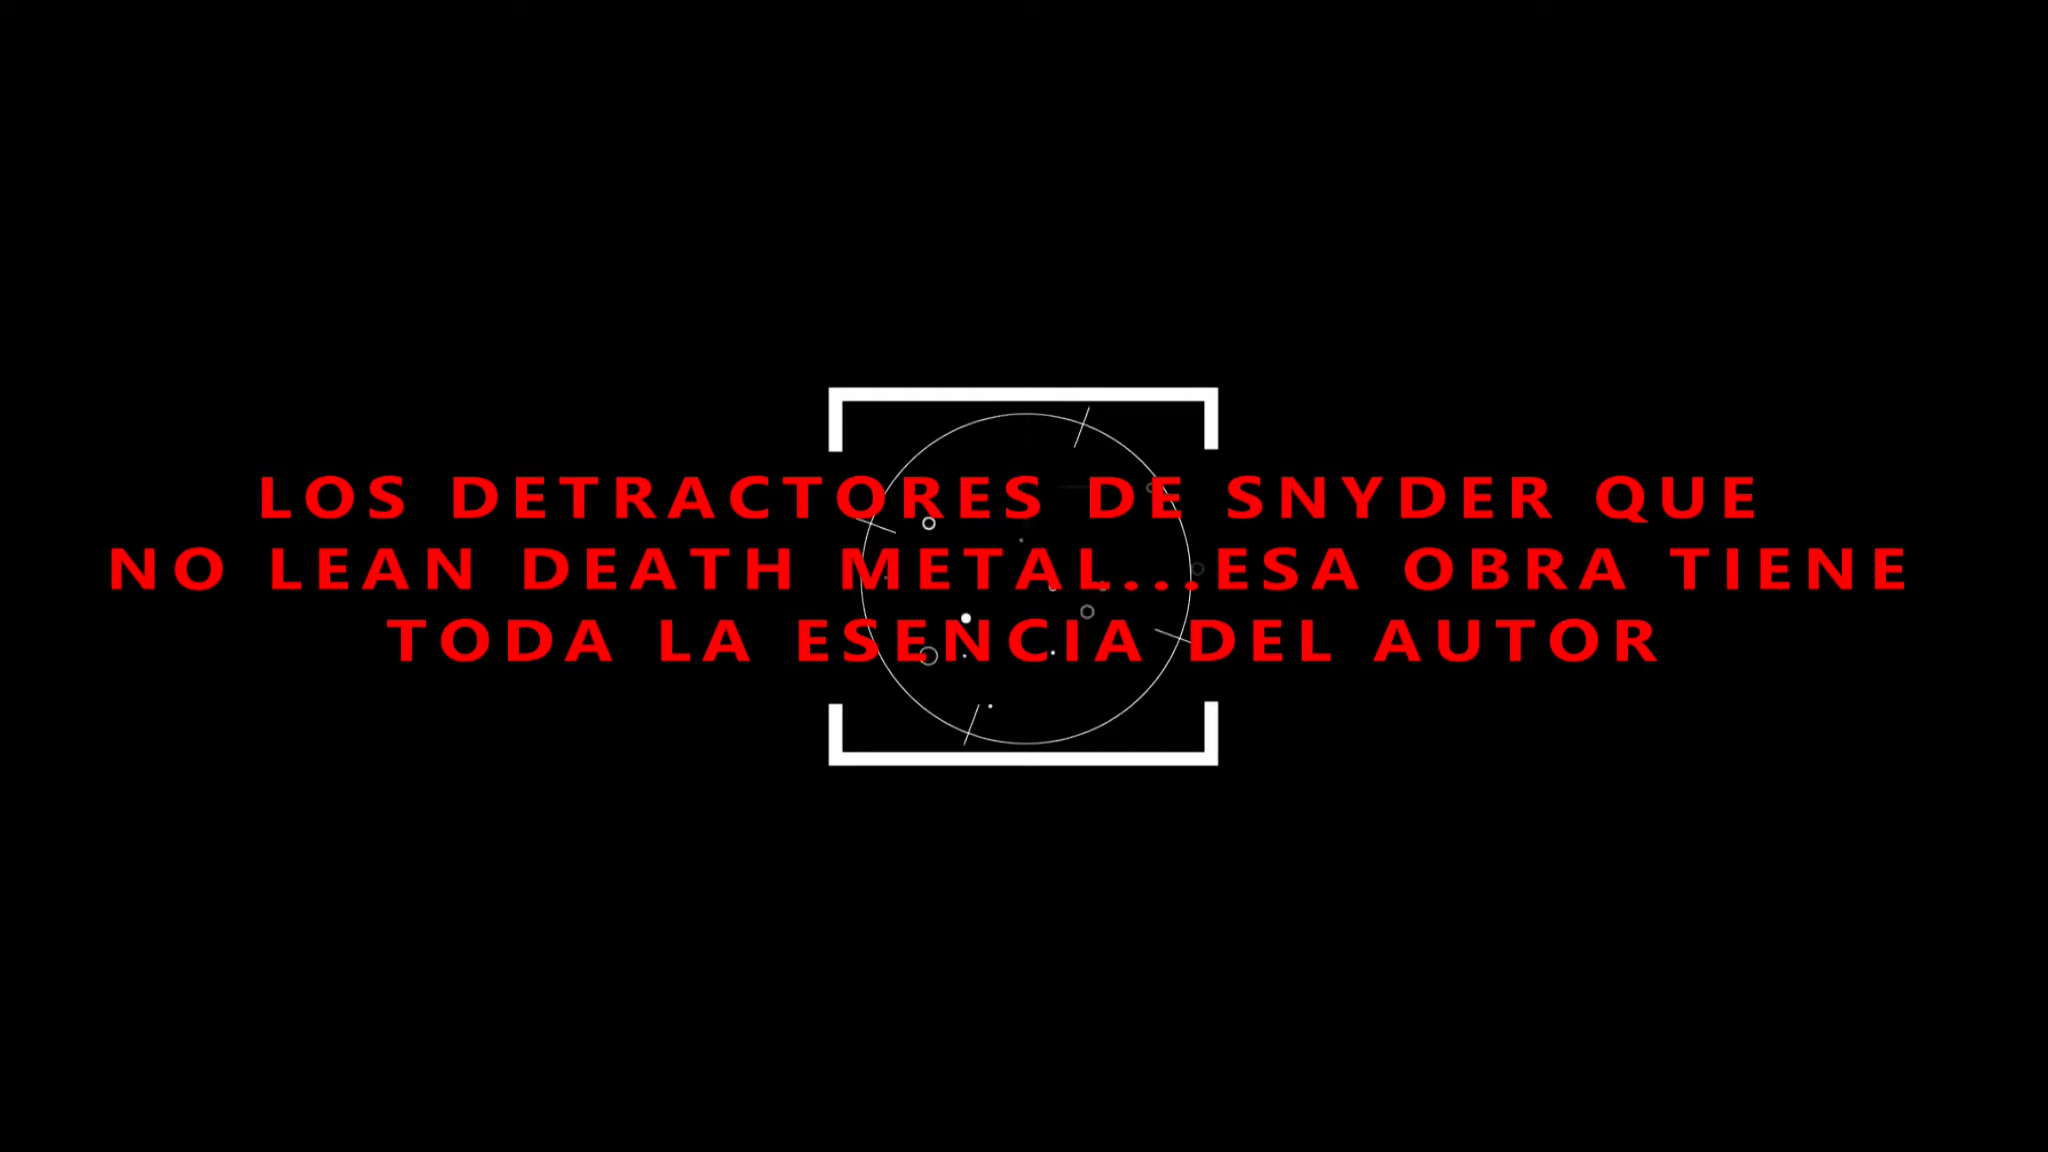 LOS DETRACTORES DE SNYDER QUE
NO LEAN DEATH METAL...ESA OBRA TIENE
TODA LA ESENCIA DEL AUTOR